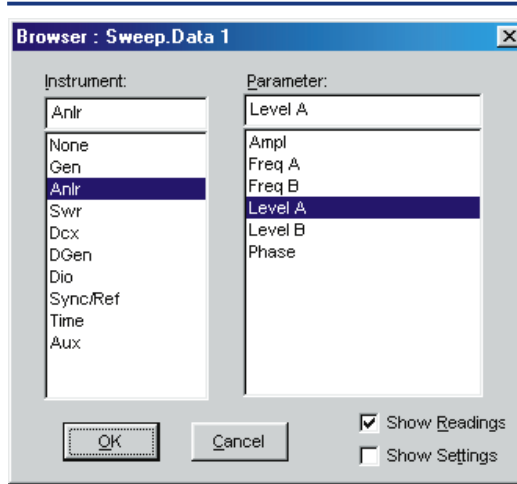 Browser : Sweep.Data 1
Instrument:
Anlr
None
Gen
Anlr
Swr
Dcx
DGen
Dio
Sync/Ref
Time
Aux
Parameter:
Level A
Ampl
Freq A
Freq B
Level A
Level B
Phase
Show Readings
Show Settings
OK
Cancel